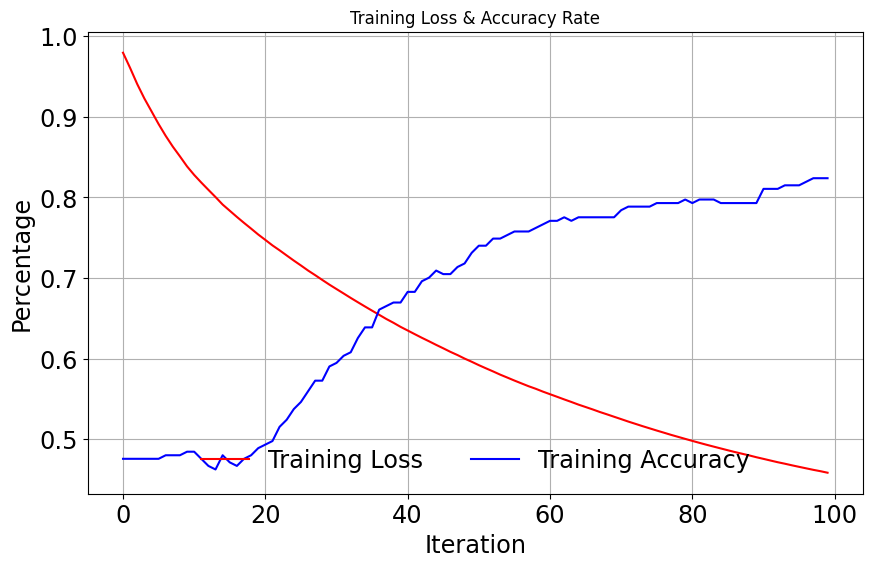 Training Loss & Accuracy Rate
1.0
0.9
0.8
0.7
0.6
0.5
Percentage
Training Loss Training Accuracy
0 20 40 60 80 100
Iteration